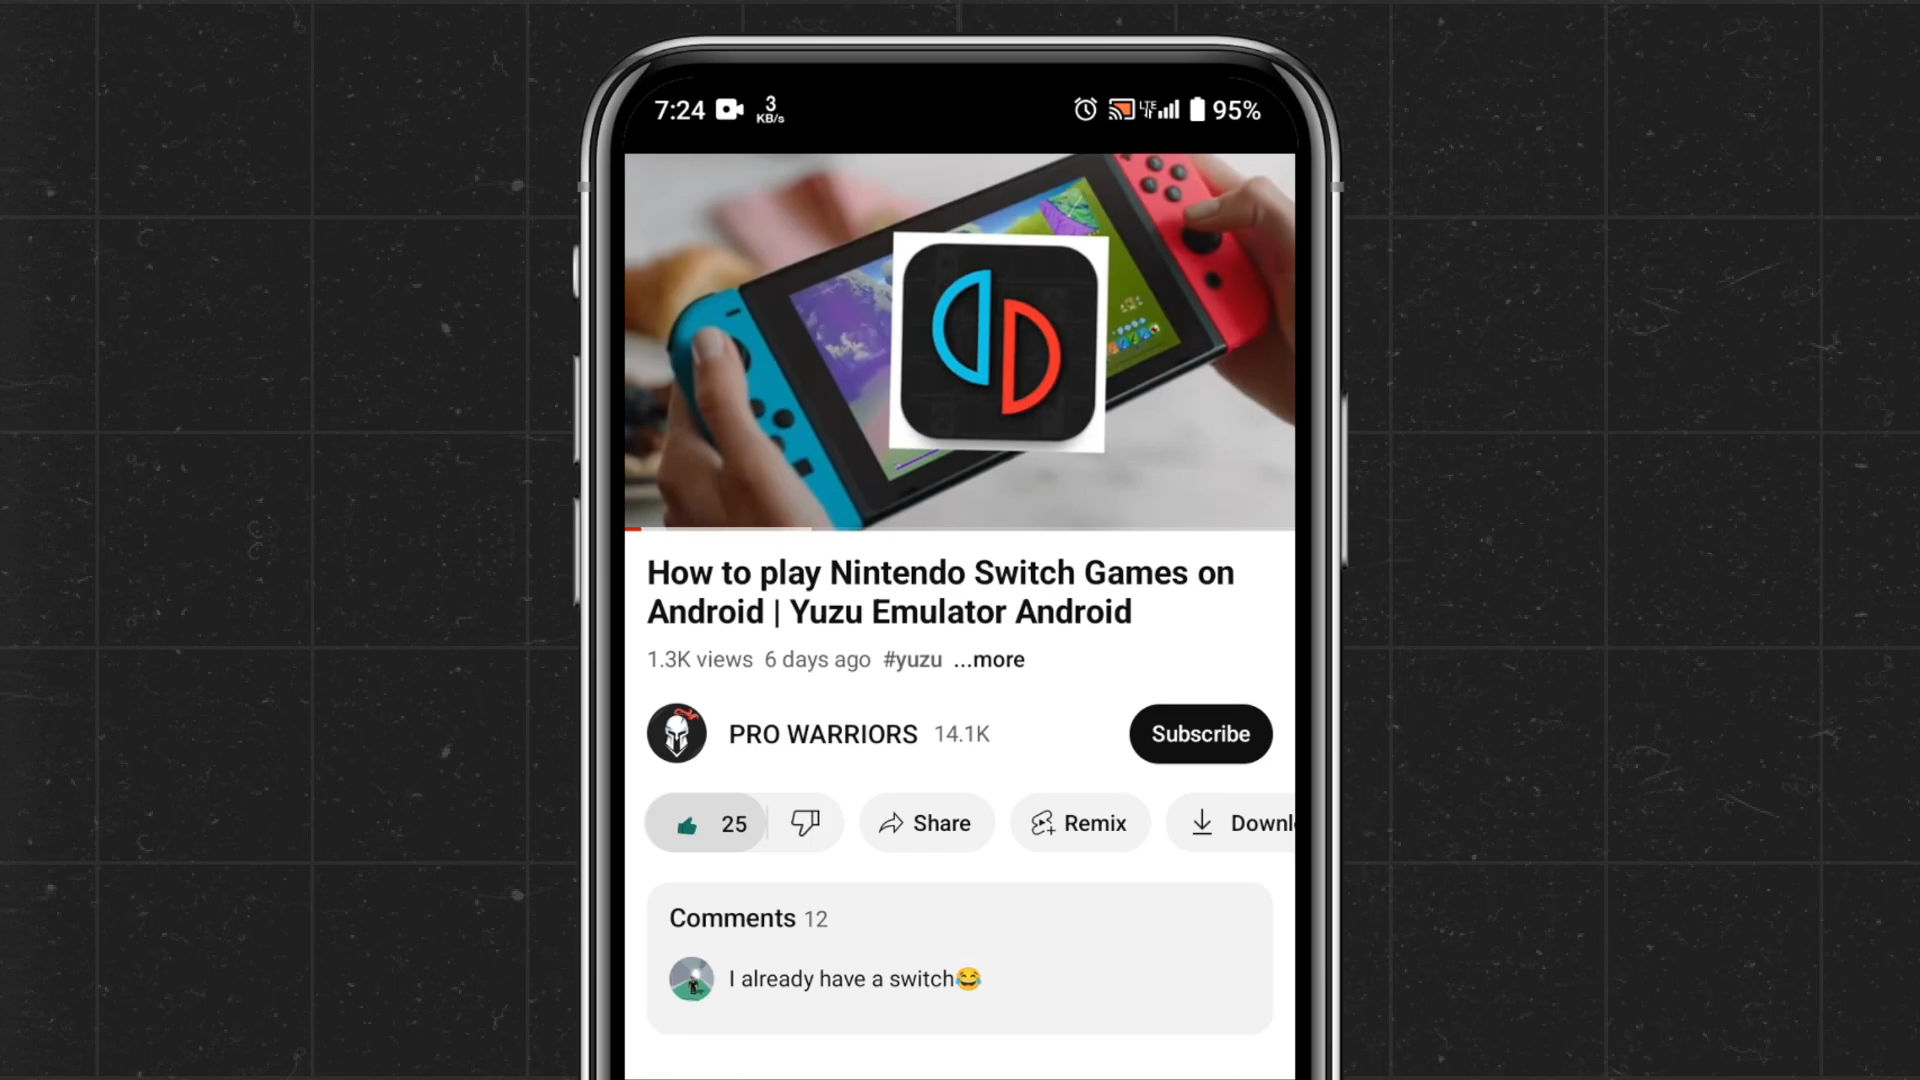 7:24 3 KB/s LTE 95%
How to play Nintendo Switch Games on
Android | Yuzu Emulator Android
1.3K views 6 days ago #yuzu ...more
PRO WARRIORS 14.1K Subscribe
25 Share Remix Downl
Comments 12
I already have a switch😂